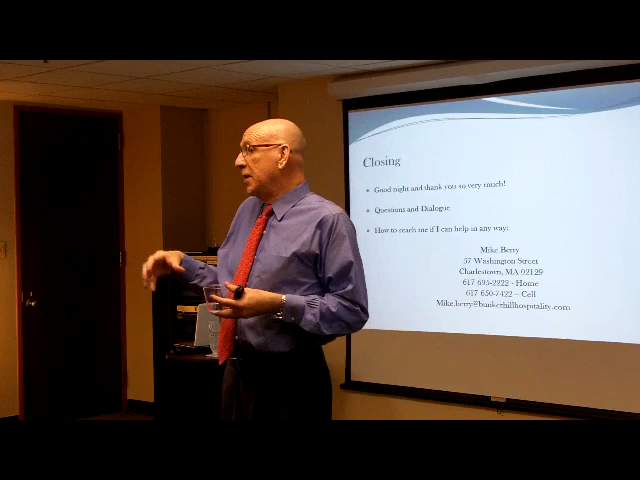 Closing
Good night and thank you so very much!
Questions and Dialogue
How to reach me if I can help in any way:
Mike Berry
57 Washington Street
Charlestown, MA 02129
617 695-2222 - Home
617 650-7422 – Cell
Mike.berry@bunkerhillhospitality.com